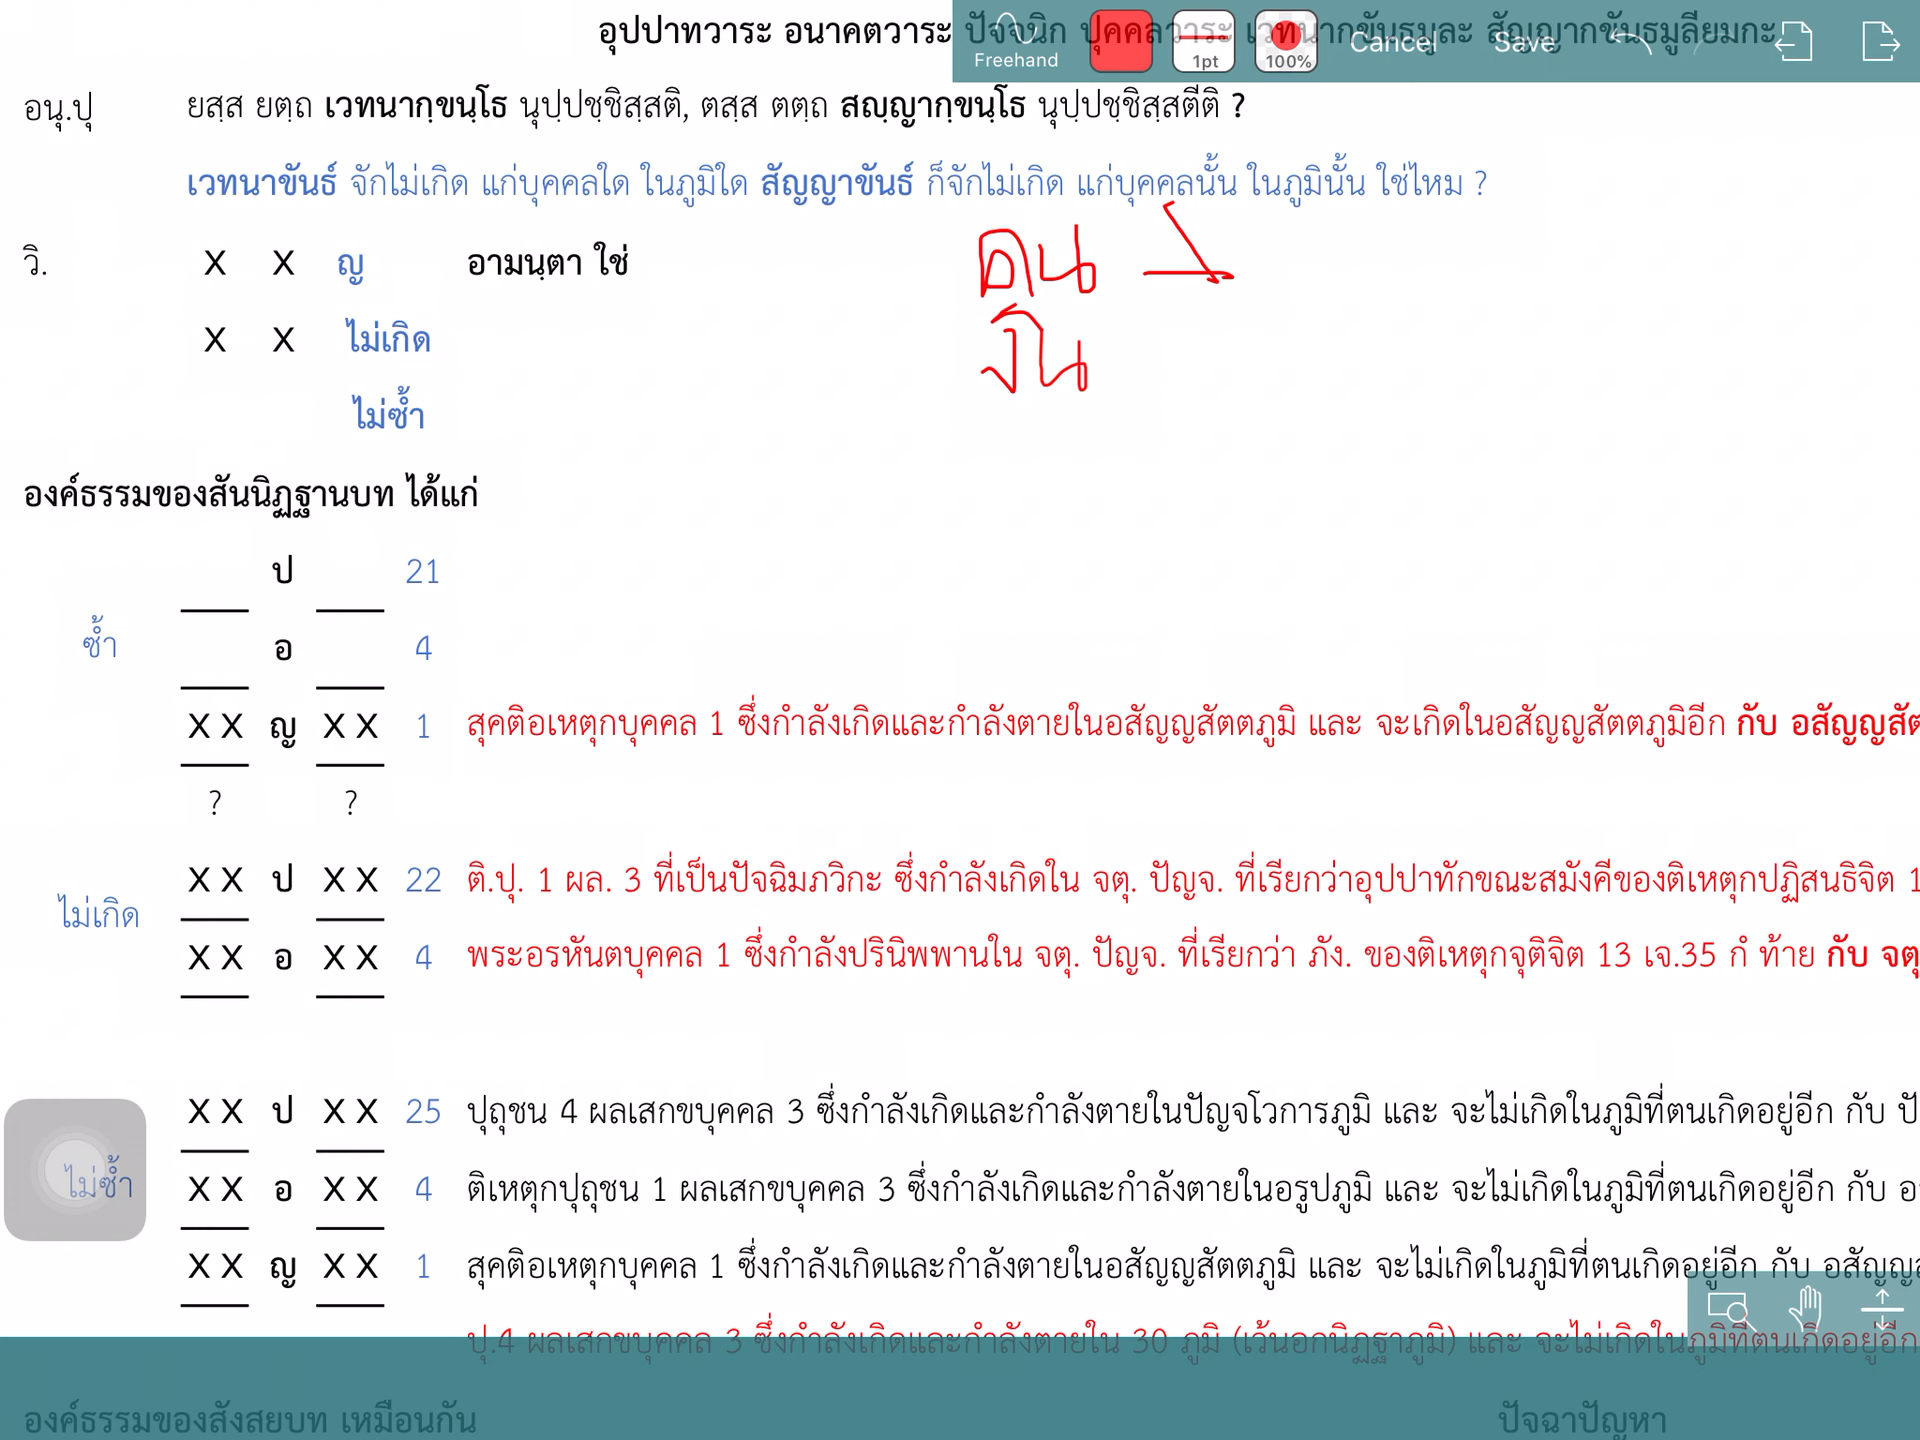 อุปปาทวาระ อนาคตวาระ ปัจจนิก ปุคคลวาระ เวทนากขันธมูละ สัญญากขันธมูลียมกะ
Freehand 1pt 100% Cancel Save
อนุ.ปุ ยสฺส ยตฺถ เวทนากฺขนฺโธ นุปฺปชฺชิสฺสติ, ตสฺส ตตฺถ สญฺญากฺขนฺโธ นุปฺปชฺชิสฺสตีติ ?
เวทนาขันธ์ จักไม่เกิด แก่บุคคลใด ในภูมิใด สัญญาขันธ์ ก็จักไม่เกิด แก่บุคคลนั้น ในภูมินั้น ใช่ไหม ?
วิ. X X ญ อามนฺตา ใช่
X X ไม่เกิด
ไม่ซ้ำ
องค์ธรรมของสันนิฏฐานบท ได้แก่
ป 21
ซ้ำ อ 4
X X ญ X X 1 สุคติอเหตุกบุคคล 1 ซึ่งกำลังเกิดและกำลังตายในอสัญญสัตตภูมิ และ จะเกิดในอสัญญสัตตภูมิอีก กับ อสัญญสัต
? ?
X X ป X X 22 ติ.ปุ. 1 ผล. 3 ที่เป็นปัจฉิมภวิกะ ซึ่งกำลังเกิดใน จตุ. ปัญจ. ที่เรียกว่าอุปปาทักขณะสมังคีของติเหตุกปฏิสนธิจิต 1
ไม่เกิด
X X อ X X 4 พระอรหันตบุคคล 1 ซึ่งกำลังปรินิพพานใน จตุ. ปัญจ. ที่เรียกว่า ภัง. ของติเหตุกจุติจิต 13 เจ.35 กํ ท้าย กับ จตุ
X X ป X X 25 ปุถุชน 4 ผลเสกขบุคคล 3 ซึ่งกำลังเกิดและกำลังตายในปัญจโวการภูมิ และ จะไม่เกิดในภูมิที่ตนเกิดอยู่อีก กับ ปั
ไม่ซ้ำ X X อ X X 4 ติเหตุกปุถุชน 1 ผลเสกขบุคคล 3 ซึ่งกำลังเกิดและกำลังตายในอรูปภูมิ และ จะไม่เกิดในภูมิที่ตนเกิดอยู่อีก กับ อ
X X ญ X X 1 สุคติอเหตุกบุคคล 1 ซึ่งกำลังเกิดและกำลังตายในอสัญญสัตตภูมิ และ จะไม่เกิดในภูมิที่ตนเกิดอยู่อีก กับ อสัญญส
ปุ.4 ผลเสกขบุคคล 3 ซึ่งกำลังเกิดและกำลังตายใน 30 ภูมิ (เว้นอกนิฏฐาภูมิ) และ จะไม่เกิดในภูมิที่ตนเกิดอยู่อีก
องค์ธรรมของสังสยบท เหมือนกัน ปัจฉาปัญหา